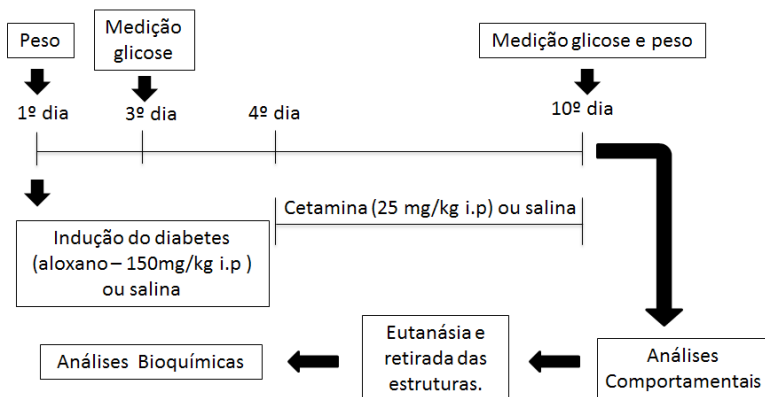 Peso
Medição
glicose
Medição glicose e peso
1º dia
3º dia
4º dia
10º dia
Cetamina (25 mg/kg i.p) ou salina
Indução do diabetes
(aloxano – 150mg/kg i.p )
ou salina
Análises Bioquímicas
Eutanásia e
retirada das
estruturas.
Análises
Comportamentais